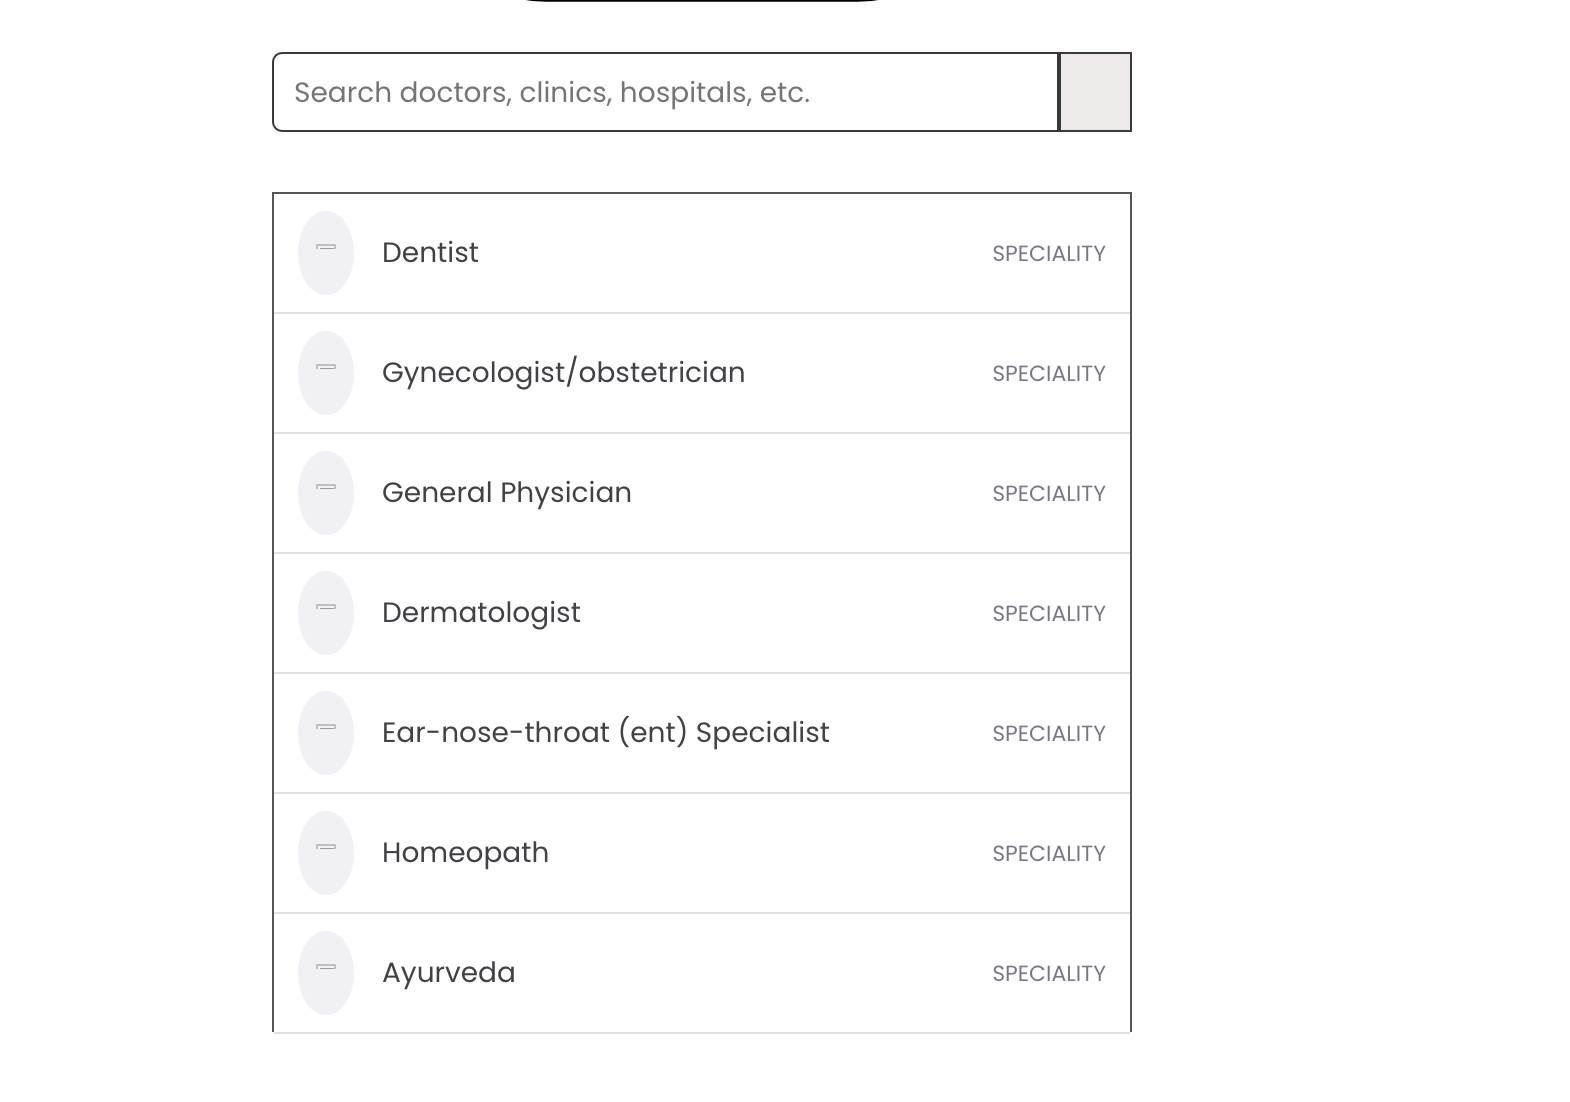 Search doctors, clinics, hospitals, etc.
Dentist SPECIALITY
Gynecologist/obstetrician SPECIALITY
General Physician SPECIALITY
Dermatologist SPECIALITY
Ear-nose-throat (ent) Specialist SPECIALITY
Homeopath SPECIALITY
Ayurveda SPECIALITY